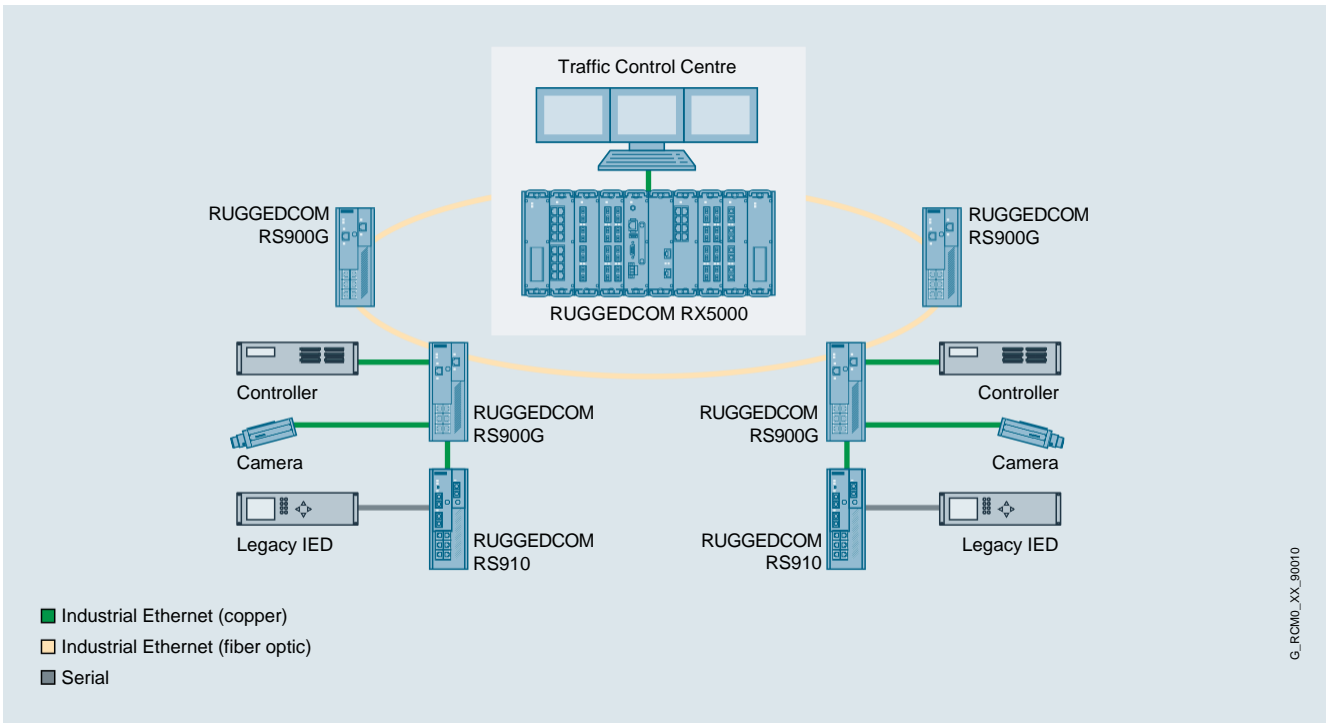 Traffic Control Centre
RUGGEDCOM
RS900G
RUGGEDCOM
RS900G
RUGGEDCOM RX5000
Controller
RUGGEDCOM
RS900G
RUGGEDCOM
RS900G
Controller
Camera
Camera
Legacy IED
RUGGEDCOM
RS910
RUGGEDCOM
RS910
Legacy IED
Industrial Ethernet (copper)
Industrial Ethernet (fiber optic)
Serial
G_RCM0_XX_90010